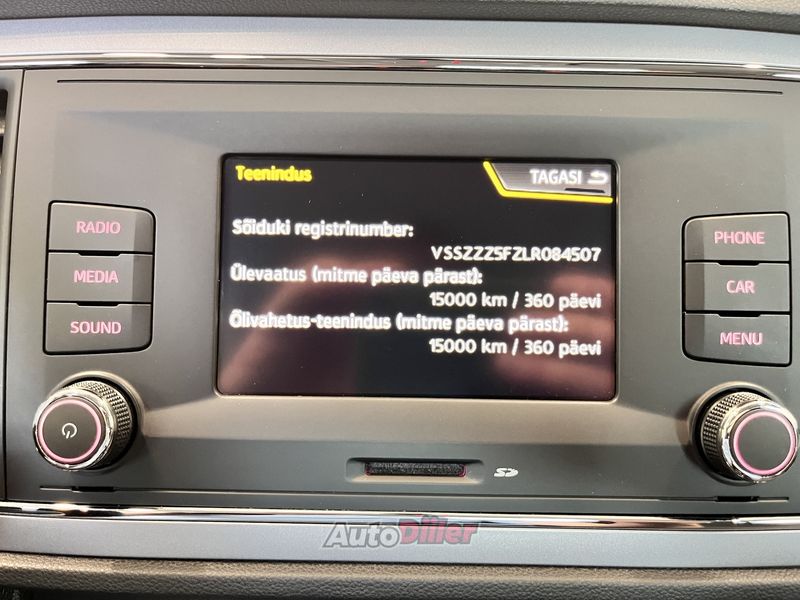 Teenindus
TAGASI
Sõiduki registrinumber:
VSSZZZ5FZLR084507
Ülevaatus (mitme päeva pärast):
15000 km / 360 päevi
Õlivahetus-teenindus (mitme päeva pärast):
15000 km / 360 päevi
RADIO
MEDIA
SOUND
PHONE
CAR
MENU
SD
AutoDiiler